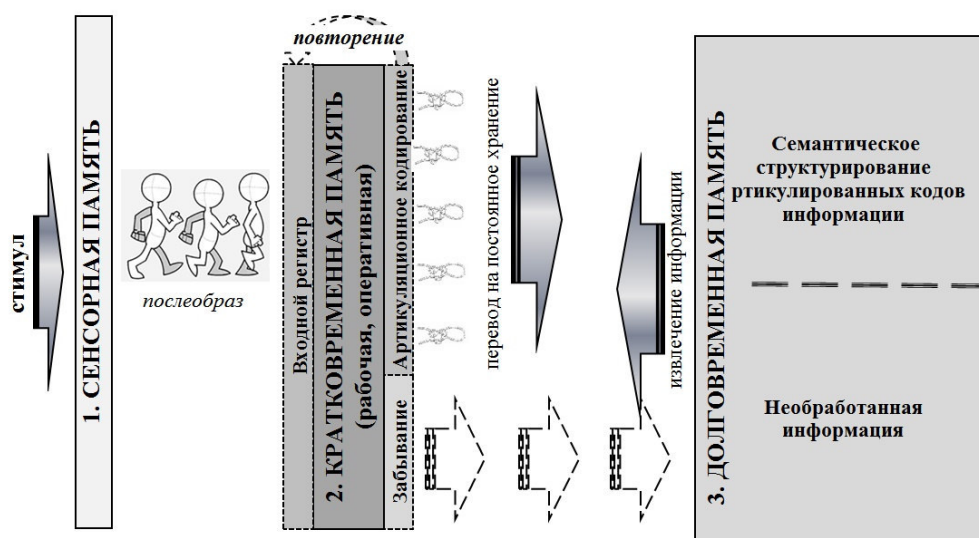 стимул
1. СЕНСОРНАЯ ПАМЯТЬ
послеобраз
повторение
Входной регистр
2. КРАТКОВРЕМЕННАЯ ПАМЯТЬ
(рабочая, оперативная)
Артикуляционное кодирование
Забывание
перевод на постоянное хранение
извлечение информации
3. ДОЛГОВРЕМЕННАЯ ПАМЯТЬ
Семантическое
структурирование
ртикулированных кодов
информации
Необработанная
информация